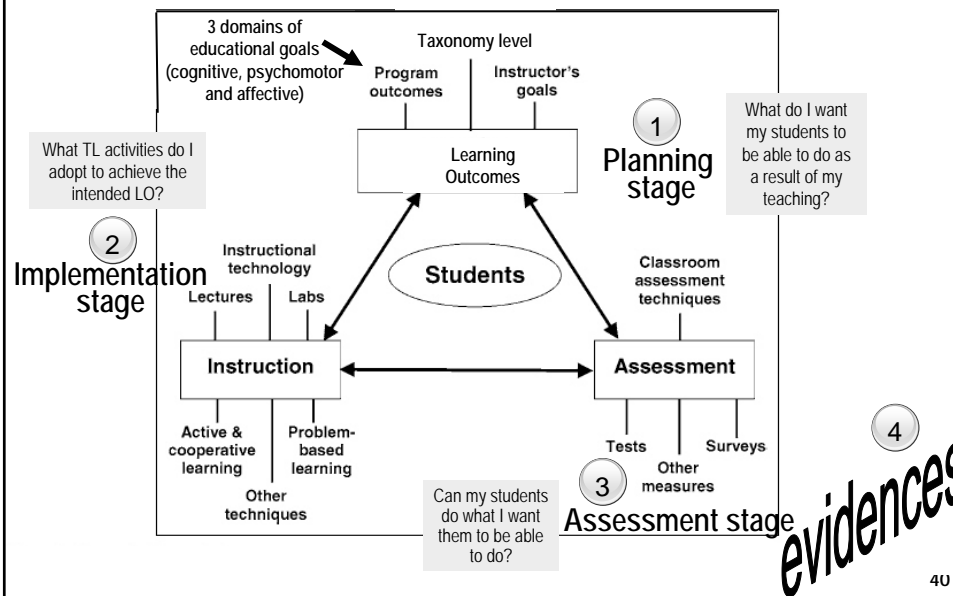 3 domains of
educational goals
(cognitive, psychomotor
and affective)
Taxonomy level
Program
outcomes
Instructor's
goals
Learning
Outcomes
1
Planning
stage
What do I want
my students to
be able to do as
a result of my
teaching?
What TL activities do I
adopt to achieve the
intended LO?
2
Implementation
stage
Instructional
technology
Lectures
Labs
Students
Classroom
assessment
techniques
Instruction
Assessment
Active &
cooperative
learning
Problem-
based
learning
Other
techniques
Tests
Other
measures
Surveys
3
Assessment stage
Can my students
do what I want
them to be able
to do?
4
evidences
40